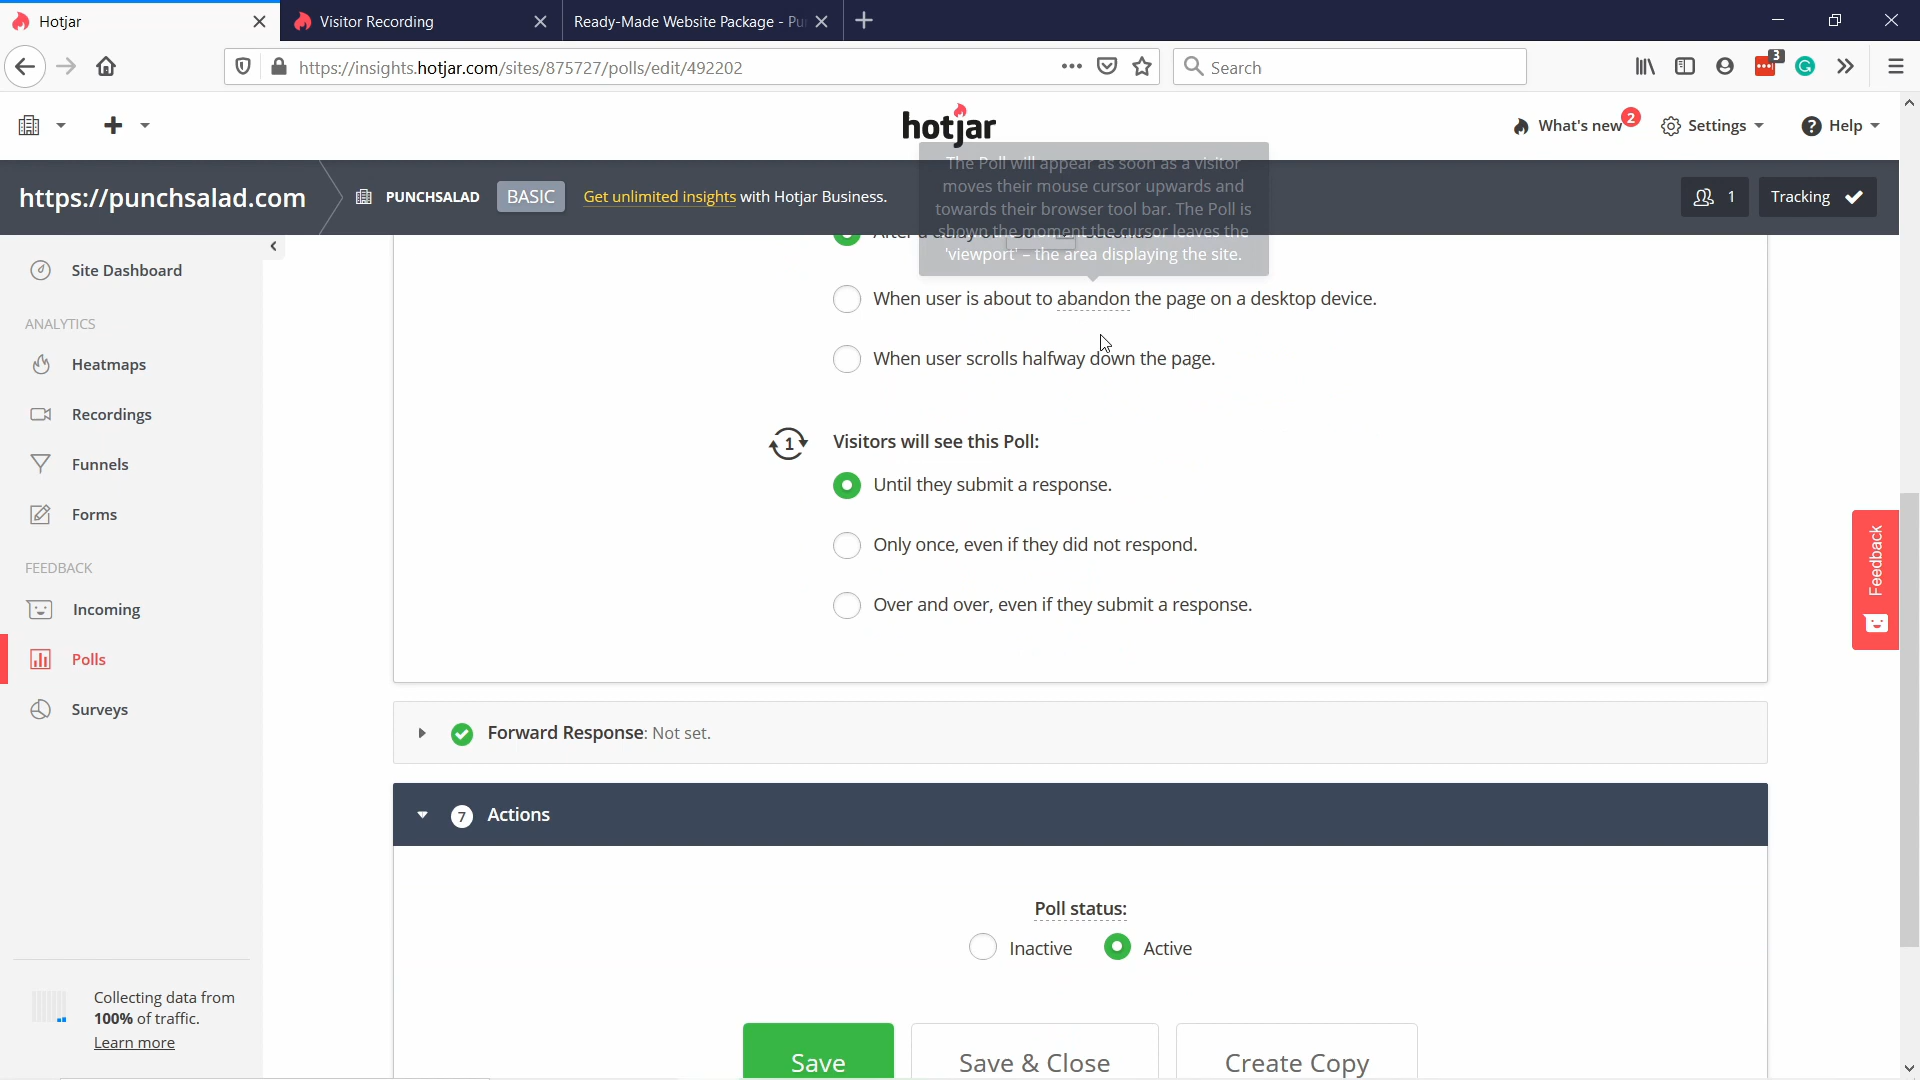 Hotjar
Visitor Recording
Ready-Made Website Package - Pu
https://insights.hotjar.com/sites/875727/polls/edit/492202
Search
3
hotjar
What's new
2
Settings
Help
https://punchsalad.com
PUNCHSALAD
BASIC
Get unlimited insights with Hotjar Business.
1
Tracking
The Poll will appear as soon as a visitor
moves their mouse cursor upwards and
towards their browser tool bar. The Poll is
shown the moment the cursor leaves the
'viewport' – the area displaying the site.
Site Dashboard
ANALYTICS
Heatmaps
Recordings
Funnels
Forms
FEEDBACK
Incoming
Polls
Surveys
Collecting data from
100% of traffic.
Learn more
When user is about to abandon the page on a desktop device.
When user scrolls halfway down the page.
1
Visitors will see this Poll:
Until they submit a response.
Only once, even if they did not respond.
Over and over, even if they submit a response.
Forward Response: Not set.
7
Actions
Poll status:
Inactive
Active
Save
Save & Close
Create Copy
Feedback